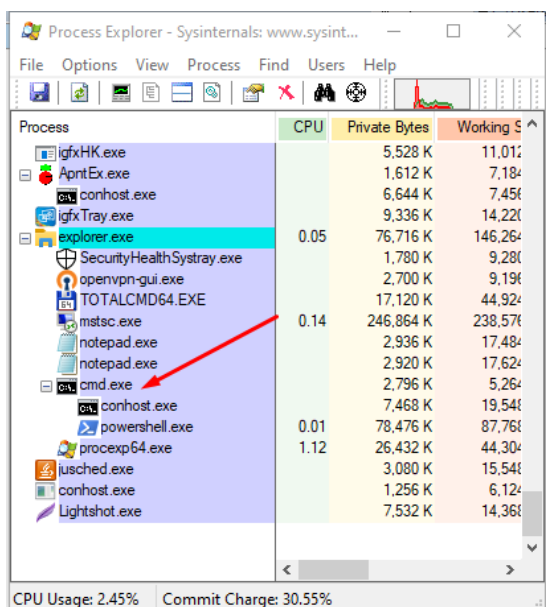 Process Explorer - Sysinternals: www.sysint...
File Options View Process Find Users Help
Process CPU Private Bytes Working S
igfxHK.exe 5,528 K 11,012
ApntEx.exe 1,612 K 7,184
conhost.exe 6,644 K 7,456
igfxTray.exe 9,336 K 14,220
explorer.exe 0.05 76,716 K 146,264
SecurityHealthSystray.exe 1,780 K 9,280
openvpn-gui.exe 2,700 K 9,196
TOTALCMD64.EXE 17,120 K 44,924
mstsc.exe 0.14 246,864 K 238,576
notepad.exe 2,936 K 17,484
notepad.exe 2,920 K 17,624
cmd.exe 2,796 K 5,264
conhost.exe 7,468 K 19,548
powershell.exe 0.01 78,476 K 87,768
procexp64.exe 1.12 26,432 K 44,304
jusched.exe 3,080 K 15,548
conhost.exe 1,256 K 6,124
Lightshot.exe 7,532 K 14,368
CPU Usage: 2.45% Commit Charge: 30.55%